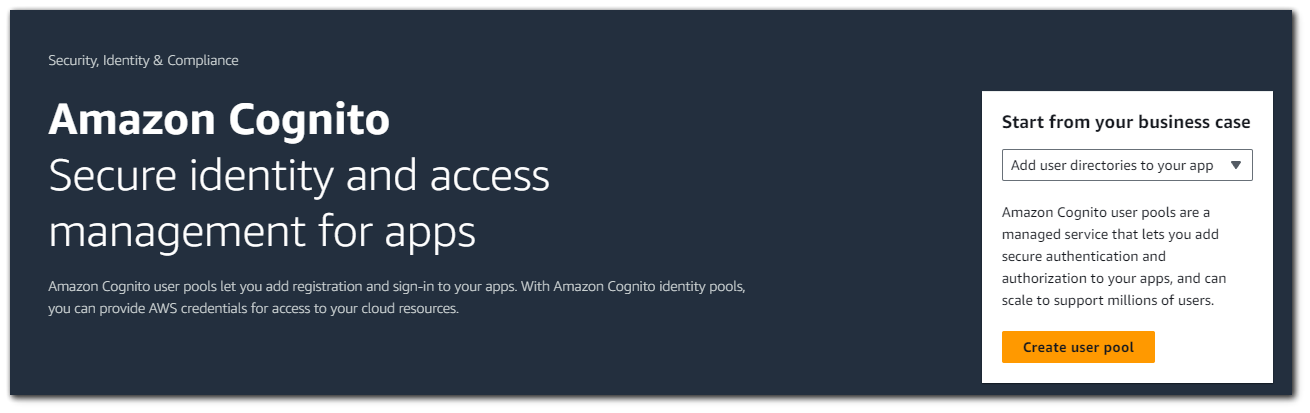 Security, Identity & Compliance
Amazon Cognito
Secure identity and access
management for apps
Amazon Cognito user pools let you add registration and sign-in to your apps. With Amazon Cognito identity pools,
you can provide AWS credentials for access to your cloud resources.
Start from your business case
Add user directories to your app
Amazon Cognito user pools are a
managed service that lets you add
secure authentication and
authorization to your apps, and can
scale to support millions of users.
Create user pool